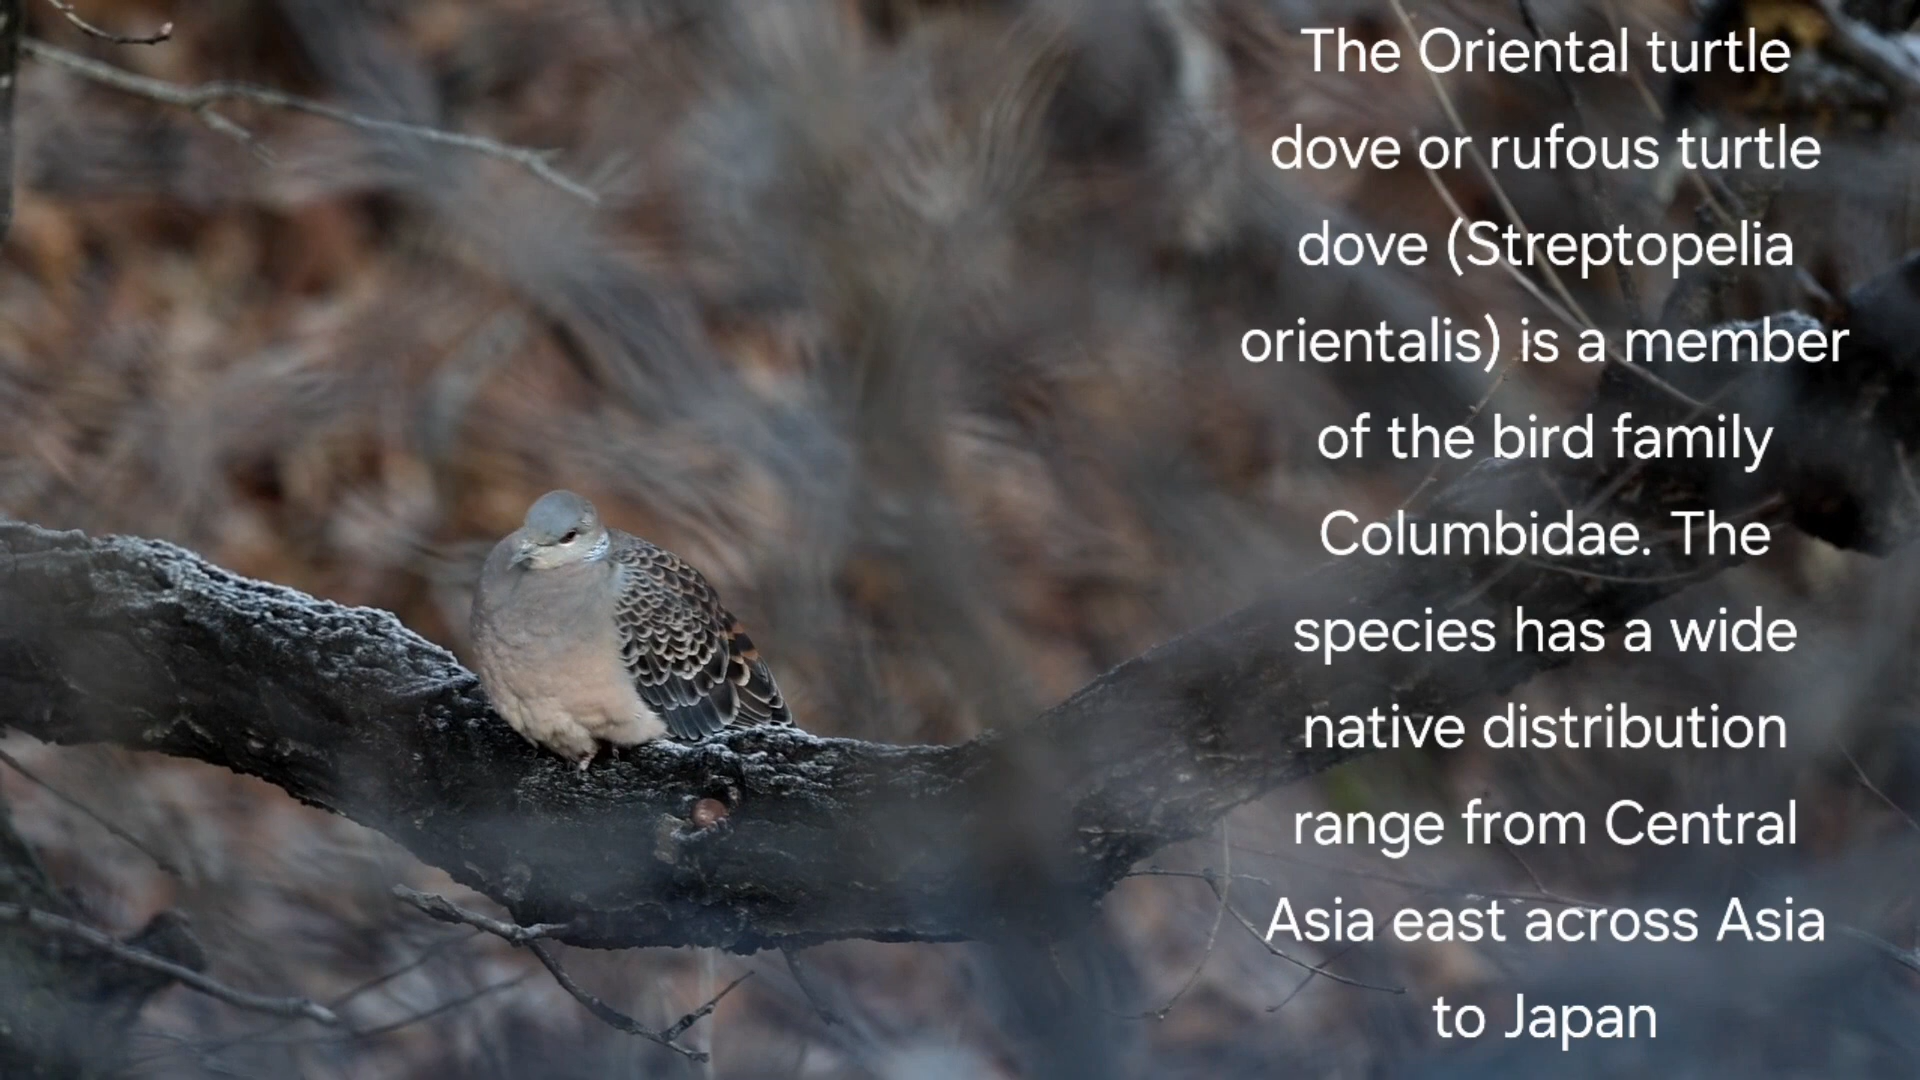 The Oriental turtle
dove or rufous turtle
dove (Streptopelia
orientalis) is a member
of the bird family
Columbidae. The
species has a wide
native distribution
range from Central
Asia east across Asia
to Japan